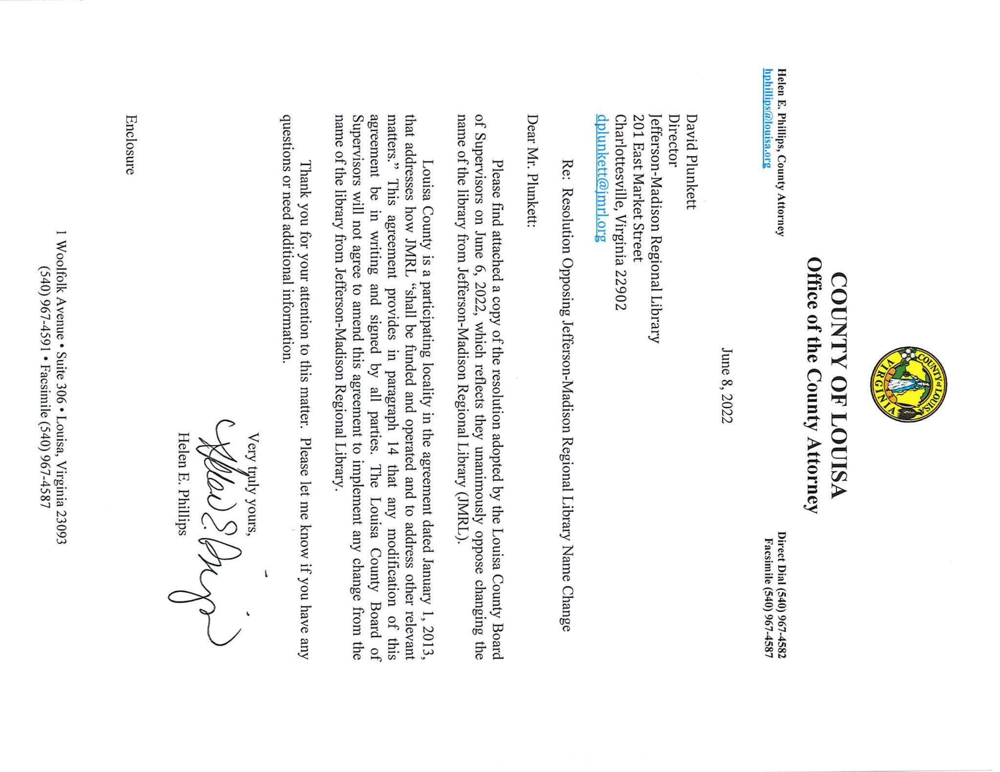 COUNTY of LOUISA
1742
VIRGINIA
COUNTY OF LOUISA
Office of the County Attorney
Helen E. Phillips, County Attorney
hphillips@louisa.org
Direct Dial (540) 967-4582
Facsimile (540) 967-4587
June 8, 2022
David Plunkett
Director
Jefferson-Madison Regional Library
201 East Market Street
Charlottesville, Virginia 22902
dplunkett@jmrl.org
Re: Resolution Opposing Jefferson-Madison Regional Library Name Change
Dear Mr. Plunkett:
Please find attached a copy of the resolution adopted by the Louisa County Board
of Supervisors on June 6, 2022, which reflects they unanimously oppose changing the
name of the library from Jefferson-Madison Regional Library (JMRL).
Louisa County is a participating locality in the agreement dated January 1, 2013,
that addresses how JMRL “shall be funded and operated and to address other relevant
matters.” This agreement provides in paragraph 14 that any modification of this
agreement be in writing and signed by all parties. The Louisa County Board of
Supervisors will not agree to amend this agreement to implement any change from the
name of the library from Jefferson-Madison Regional Library.
Thank you for your attention to this matter. Please let me know if you have any
questions or need additional information.
Very truly yours,
Helen E. Phillips
Helen E. Phillips
Enclosure
1 Woolfolk Avenue • Suite 306 • Louisa, Virginia 23093
(540) 967-4591 • Facsimile (540) 967-4587